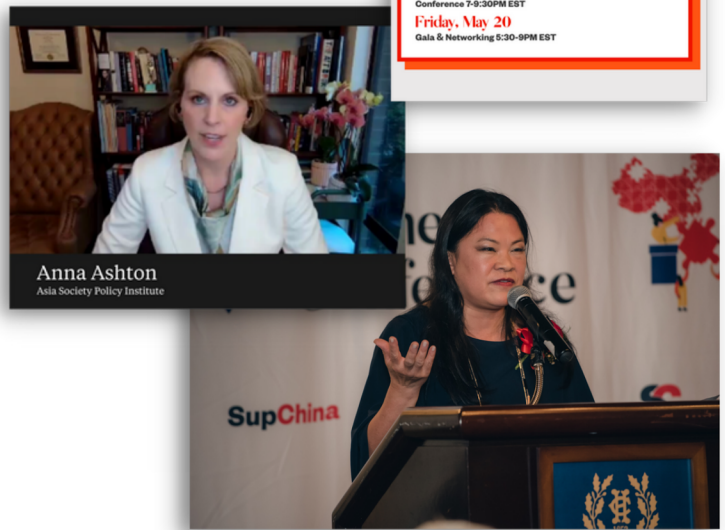 Conference 7-9:30PM EST
Friday, May 20
Gala & Networking 5:30-9PM EST
Anna Ashton
Asia Society Policy Institute
SupChina